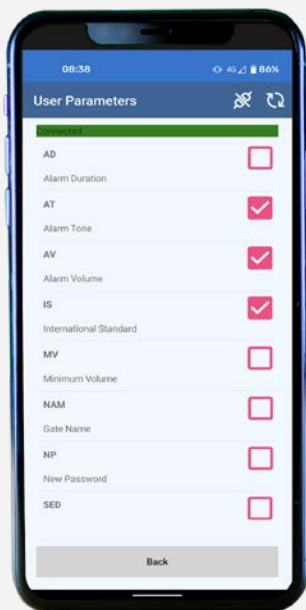 08:38
4G 86%
User Parameters
Connected.
AD
Alarm Duration
AT
Alarm Tone
AV
Alarm Volume
IS
International Standard
MV
Minimum Volume
NAM
Gate Name
NP
New Password
SED
Back